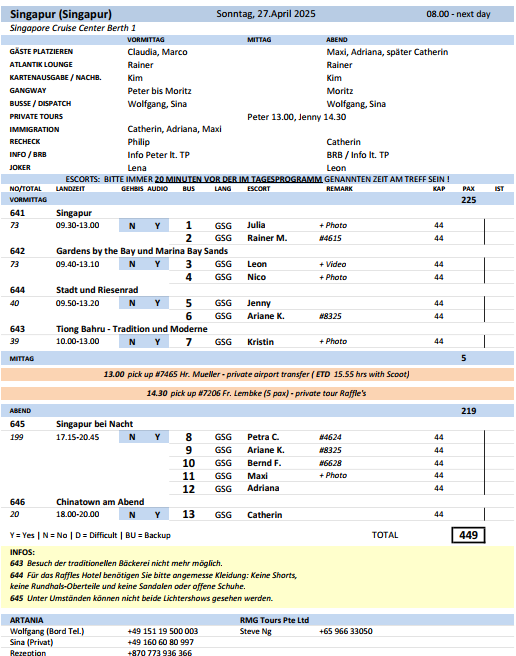 Singapur (Singapur) Sonntag, 27.April 2025 08.00 - next day
Singapore Cruise Center Berth 1
VORMITTAG MITTAG ABEND
GÄSTE PLATZIEREN Claudia, Marco Maxi, Adriana, später Catherin
ATLANTIK LOUNGE Rainer Rainer
KARTENAUSGABE / NACHB. Kim Kim
GANGWAY Peter bis Moritz Moritz
BUSSE / DISPATCH Wolfgang, Sina Wolfgang, Sina
PRIVATE TOURS Peter 13.00, Jenny 14.30
IMMIGRATION Catherin, Adriana, Maxi
RECHECK Philip Catherin
INFO / BRB Info Peter lt. TP BRB / Info lt. TP
JOKER Lena Leon
ESCORTS: BITTE IMMER 20 MINUTEN VOR DER IM TAGESPROGRAMM GENANNTEN ZEIT AM TREFF SEIN !
NO/TOTAL LANDZEIT GEHBIS AUDIO BUS LANG ESCORT REMARK KAP PAX IST
VORMITTAG 225
641 Singapur
73 09.30-13.00 N Y 1 GSG Julia + Photo 44
2 GSG Rainer M. #4615 44
642 Gardens by the Bay und Marina Bay Sands
73 09.40-13.10 N Y 3 GSG Leon + Video 44
4 GSG Nico + Photo 44
644 Stadt und Riesenrad
40 09.50-13.20 N Y 5 GSG Jenny 44
6 GSG Ariane K. #8325 44
643 Tiong Bahru - Tradition und Moderne
39 10.00-13.00 N Y 7 GSG Kristin + Photo 44
MITTAG 5
13.00 pick up #7465 Hr. Mueller - private airport transfer ( ETD 15.55 hrs with Scoot)
14.30 pick up #7206 Fr. Lembke (5 pax) - private tour Raffle's
ABEND 219
645 Singapur bei Nacht
199 17.15-20.45 N Y 8 GSG Petra C. #4624 44
9 GSG Ariane K. #8325 44
10 GSG Bernd F. #6628 44
11 GSG Maxi + Photo 44
12 GSG Adriana 44
646 Chinatown am Abend
20 18.00-20.00 N Y 13 GSG Catherin 44
Y = Yes | N = No | D = Difficult | BU = Backup TOTAL 449
INFOS:
643 Besuch der traditionellen Bäckerei nicht mehr möglich.
644 Für das Raffles Hotel benötigen Sie bitte angemesse Kleidung: Keine Shorts,
keine Rundhals-Oberteile und keine Sandalen oder offene Schuhe.
645 Unter Umständen können nicht beide Lichtershows gesehen werden.
ARTANIA RMG Tours Pte Ltd
Wolfgang (Bord Tel.) +49 151 19 500 003 Steve Ng +65 966 33050
Sina (Privat) +49 160 60 80 997
Rezeption +870 773 936 366